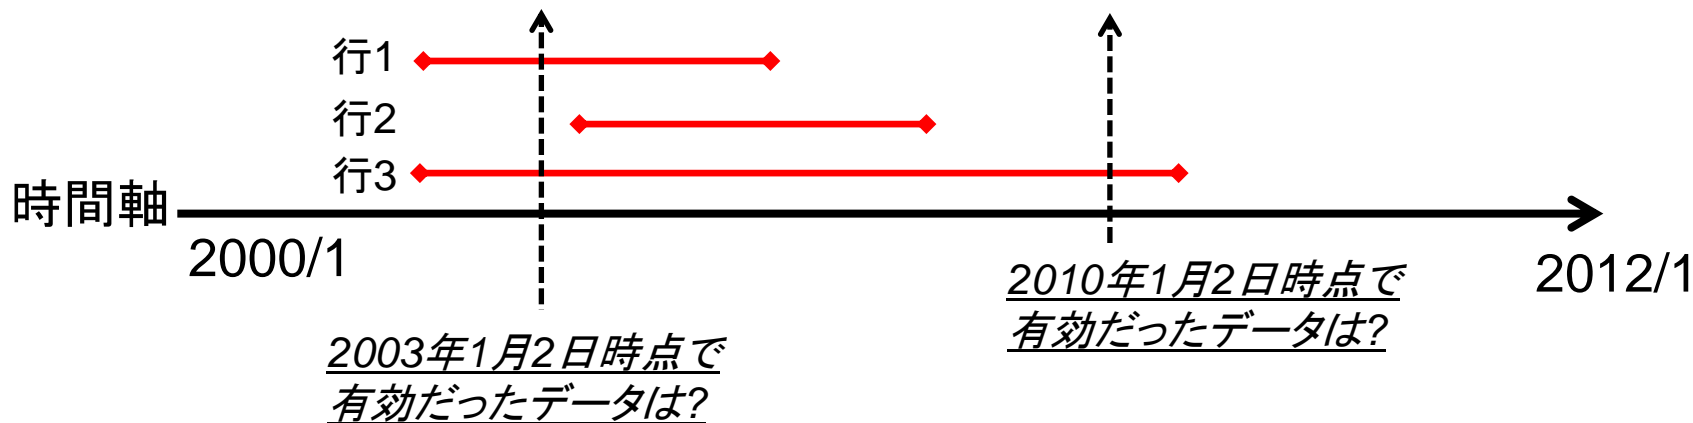 行1
行2
行3
時間軸
2000/1
2012/1
2003年1月2日時点で
有効だったデータは?
2010年1月2日時点で
有効だったデータは?